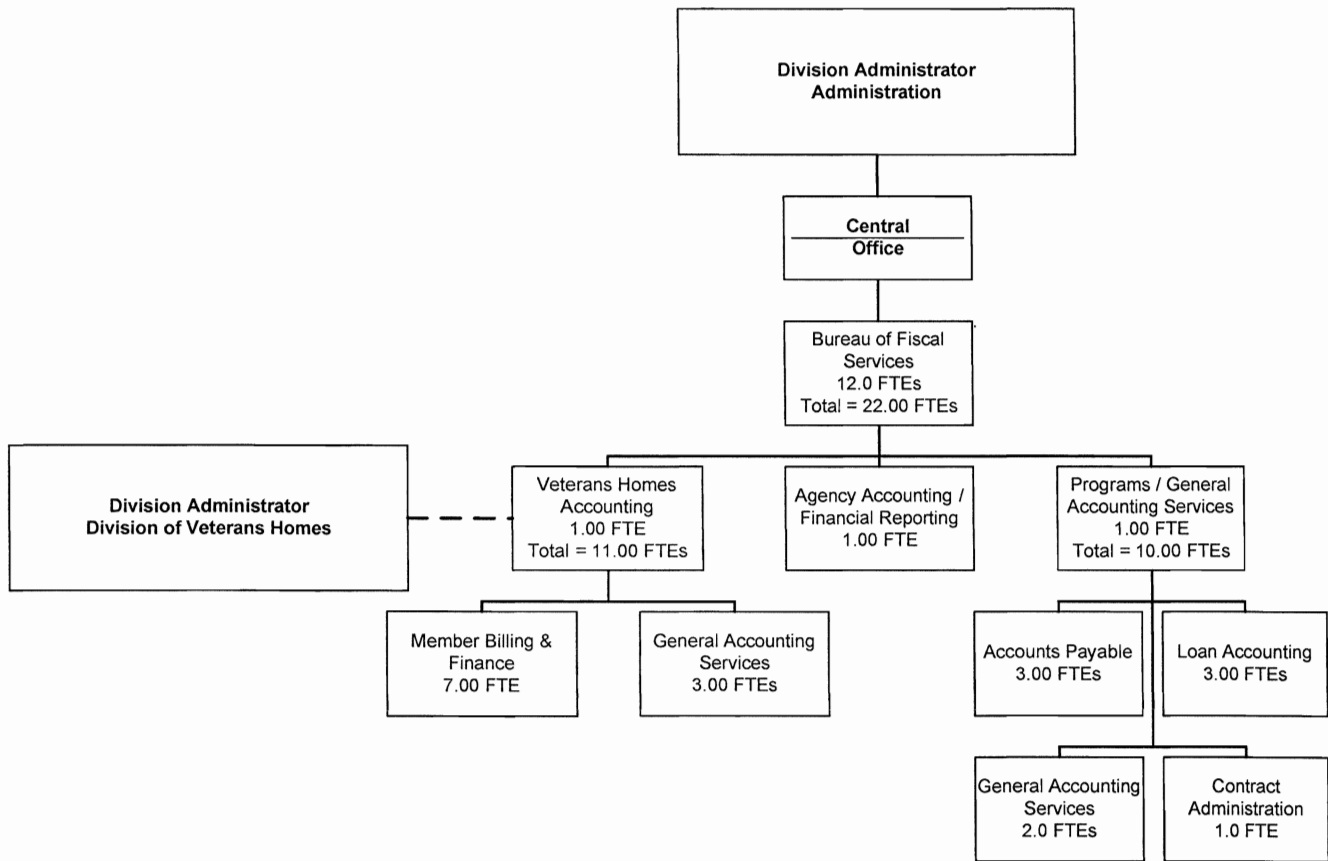 Division Administrator
Administration
Central
Office
Bureau of Fiscal
Services
12.0 FTEs
Total = 22.00 FTEs
Division Administrator
Division of Veterans Homes
Veterans Homes
Accounting
1.00 FTE
Total = 11.00 FTEs
Agency Accounting /
Financial Reporting
1.00 FTE
Programs / General
Accounting Services
1.00 FTE
Total = 10.00 FTEs
Member Billing &
Finance
7.00 FTE
General Accounting
Services
3.00 FTEs
Accounts Payable
3.00 FTEs
Loan Accounting
3.00 FTEs
General Accounting
Services
2.0 FTEs
Contract
Administration
1.0 FTE